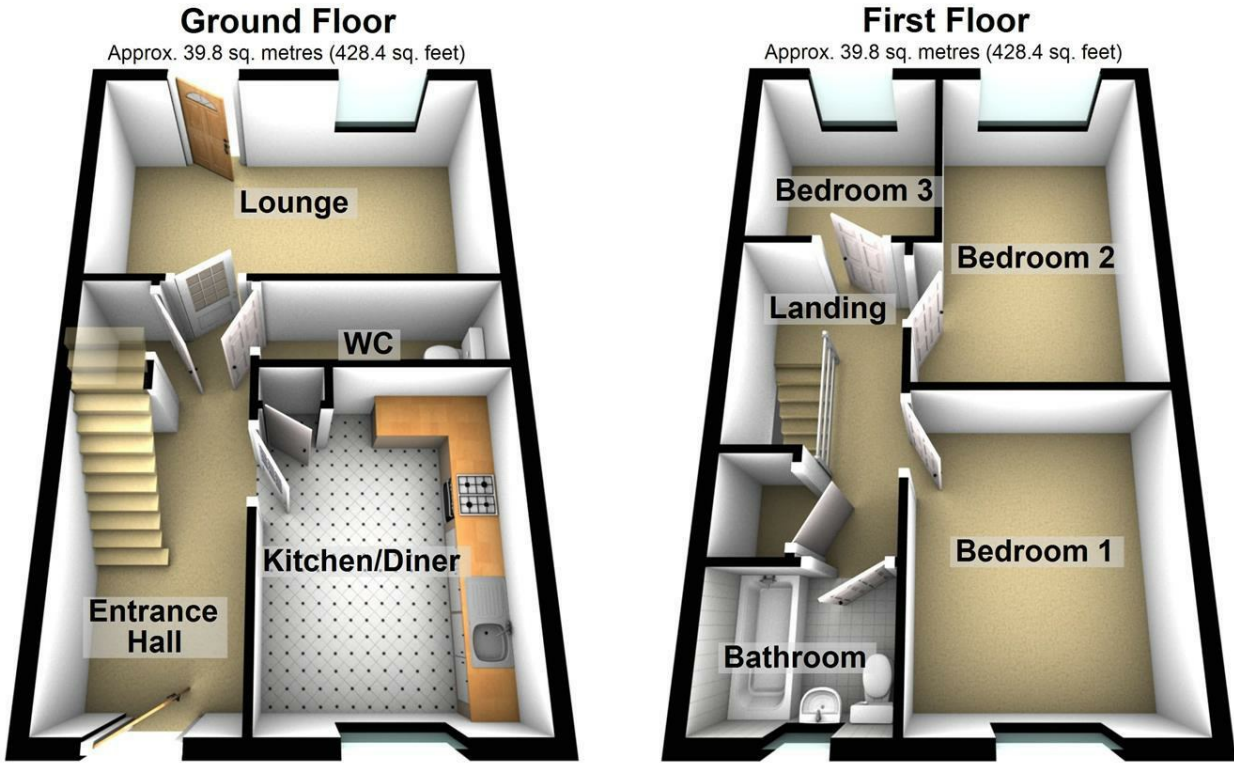 Ground Floor
Approx. 39.8 sq. metres (428.4 sq. feet)
Lounge
WC
Kitchen/Diner
Entrance
Hall
First Floor
Approx. 39.8 sq. metres (428.4 sq. feet)
Bedroom 3
Bedroom 2
Landing
Bedroom 1
Bathroom